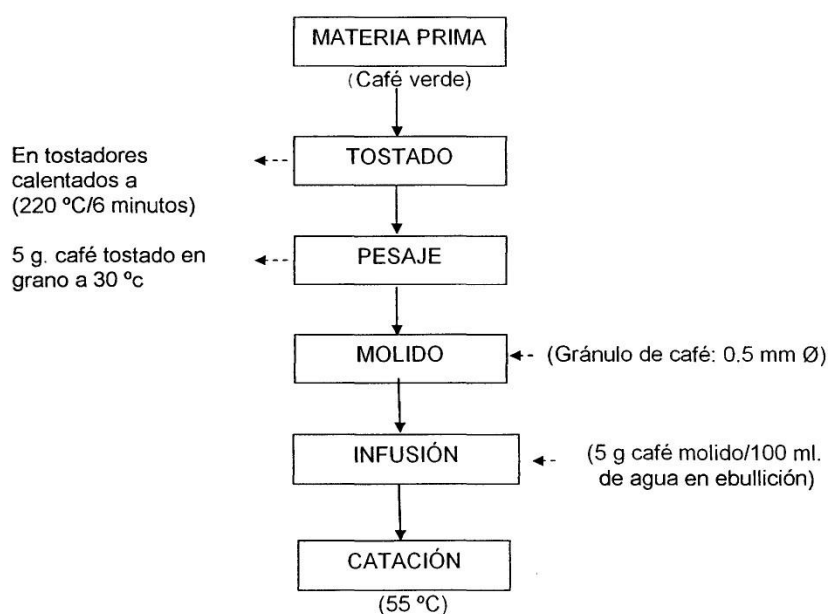 MATERIA PRIMA
(Café verde)
En tostadores
calentados a
(220 ºC/6 minutos)
TOSTADO
5 g. café tostado en
grano a 30 ºc
PESAJE
MOLIDO
(Gránulo de café: 0.5 mm Ø)
INFUSIÓN
(5 g café molido/100 ml.
de agua en ebullición)
CATACIÓN
(55 ºC)